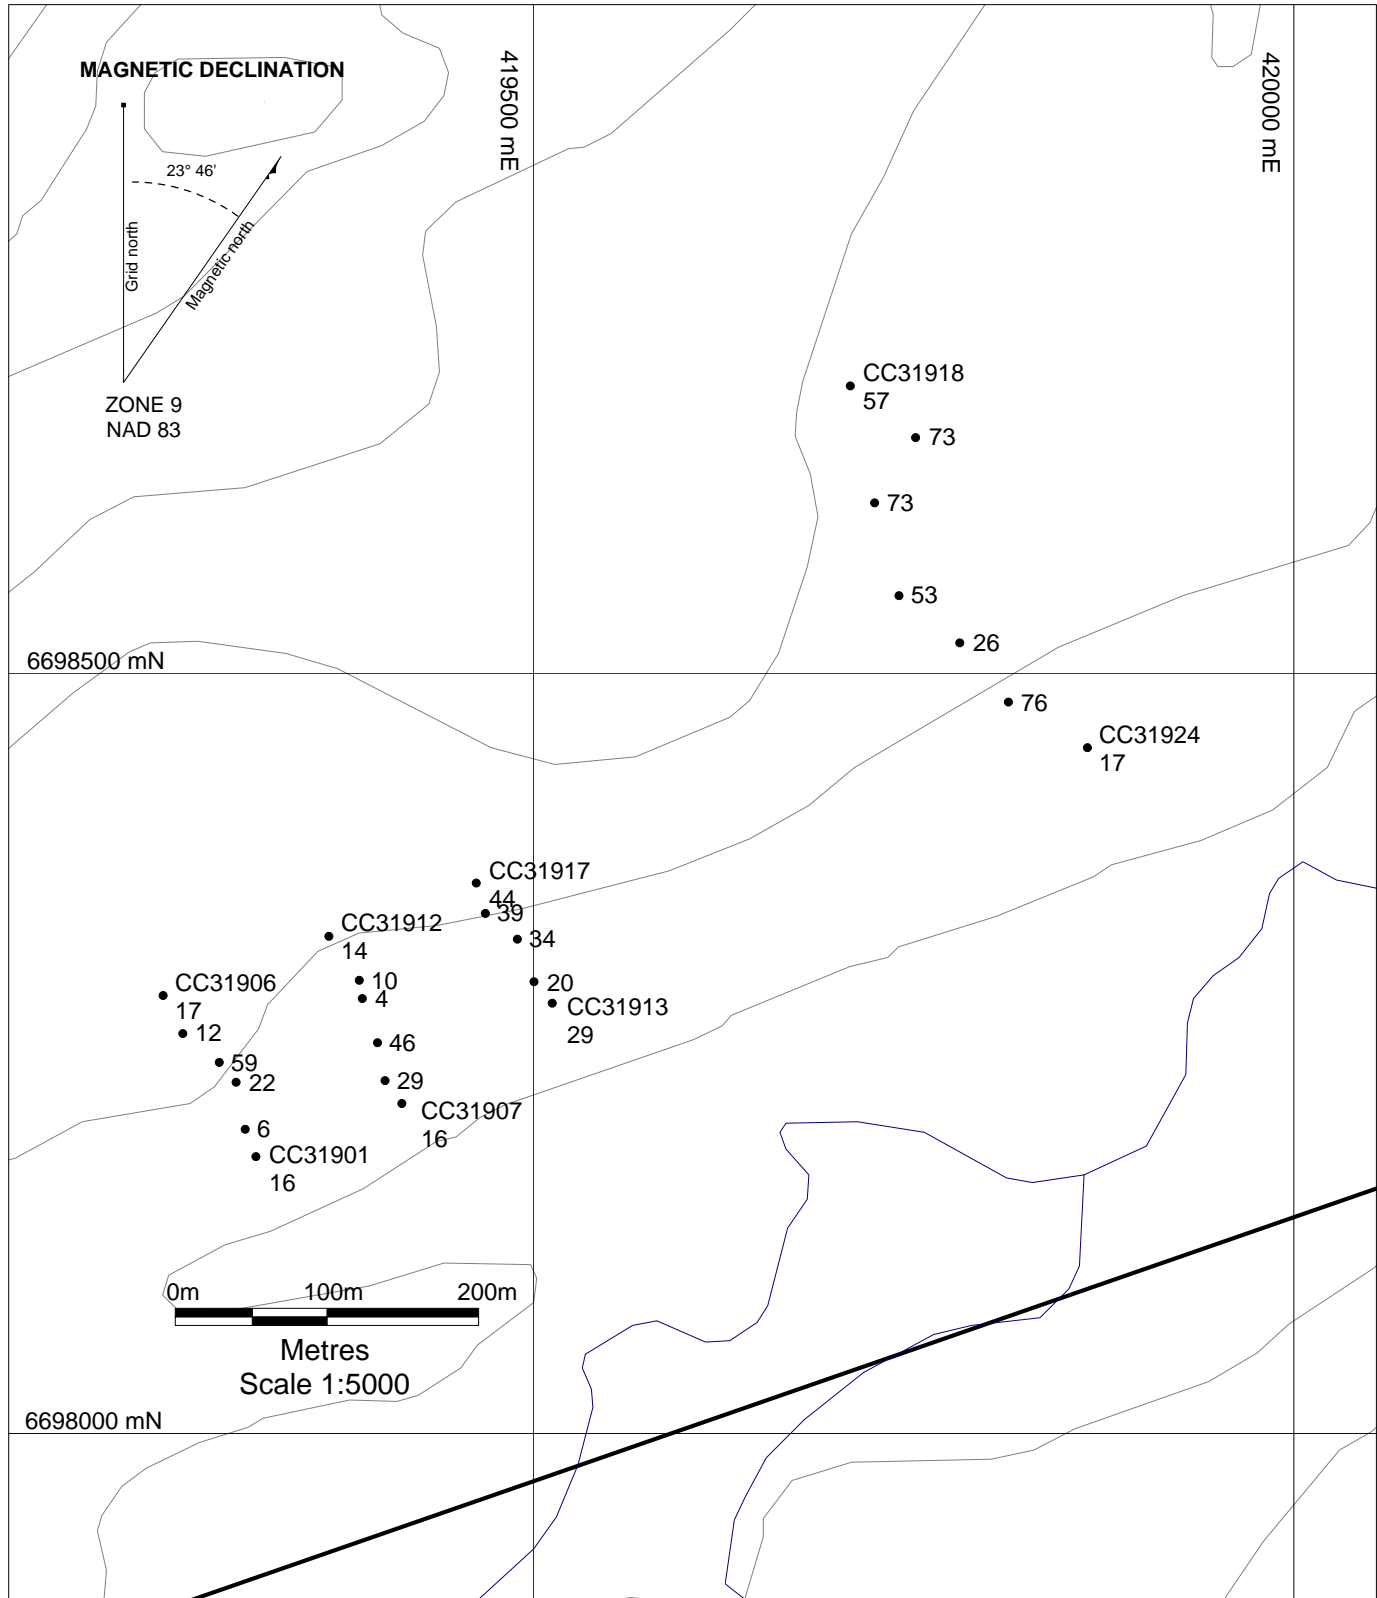 MAGNETIC DECLINATION
23° 46'
Grid north
Magnetic north
ZONE 9
NAD 83
419500 mE
420000 mE
CC31918
57
73
73
53
26
6698500 mN
76
CC31924
17
CC31917
44
39
CC31912
14
34
10
4
20
CC31906
17
CC31913
29
12
46
59
22
29
CC31907
16
6
CC31901
16
0m 100m 200m
Metres
Scale 1:5000
6698000 mN